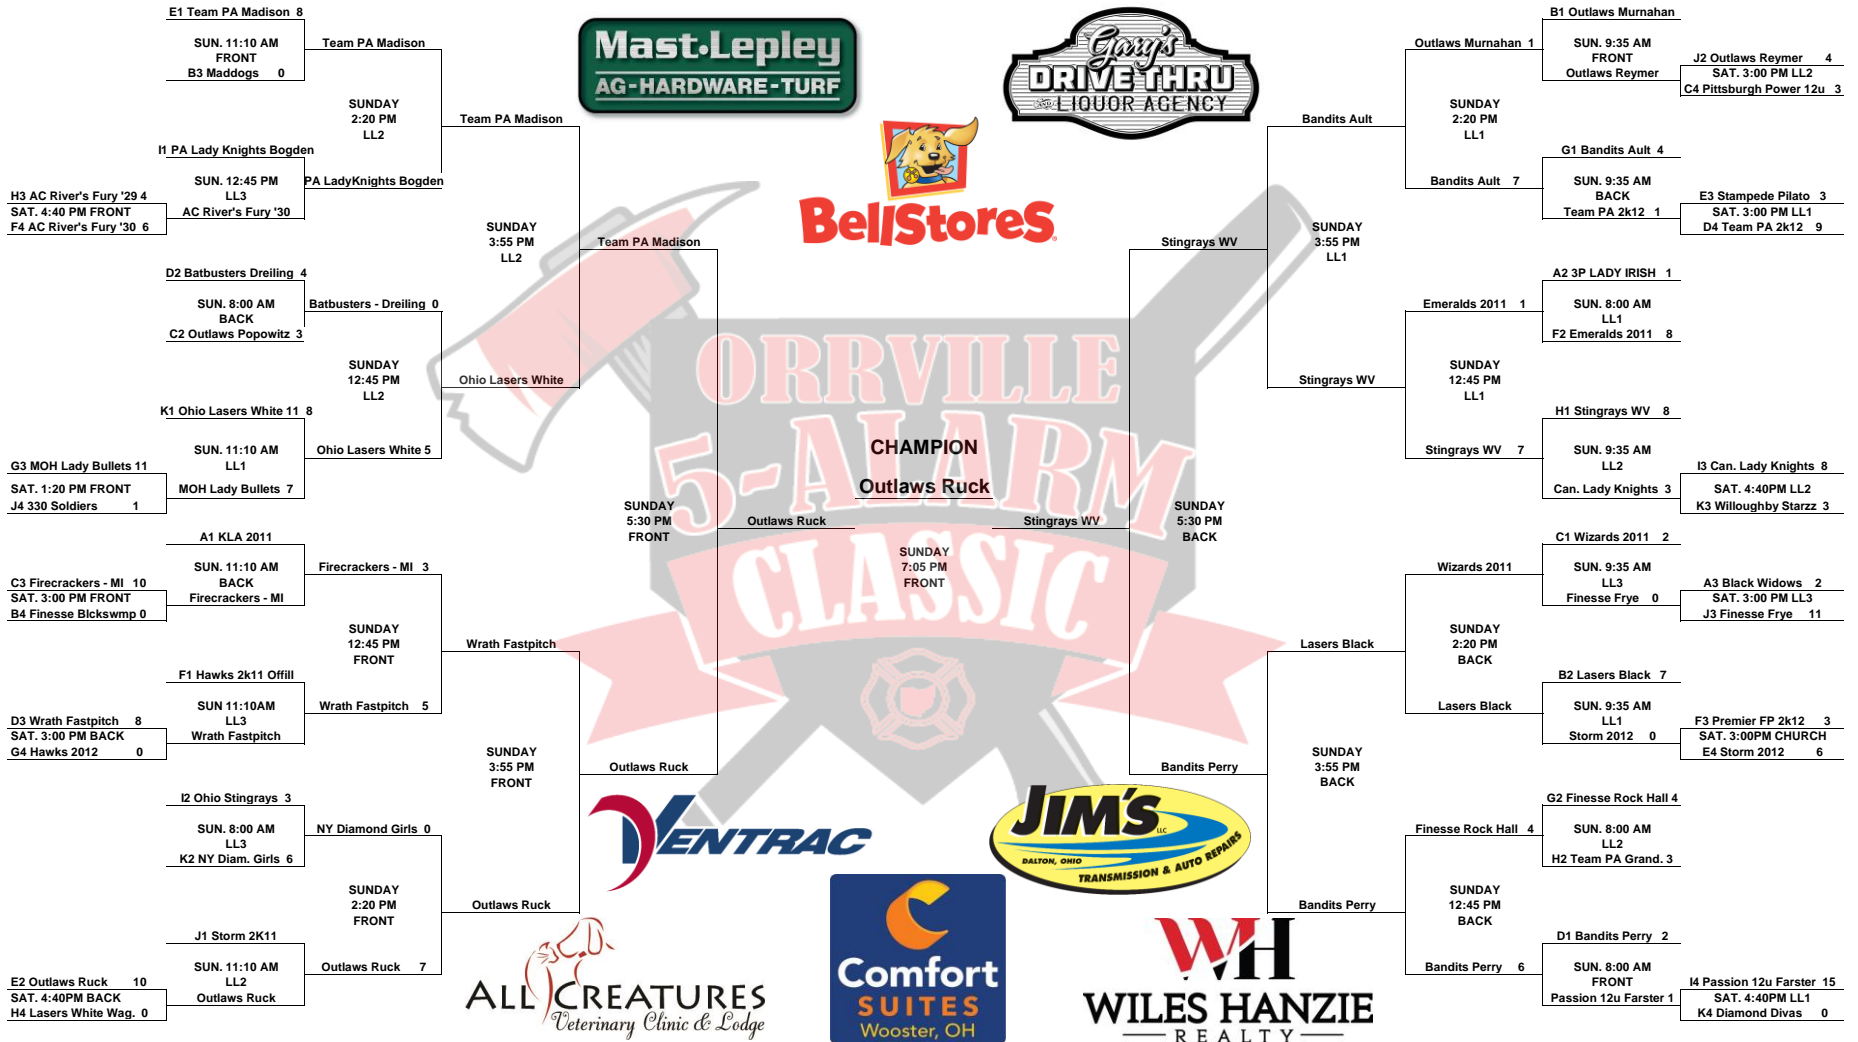 E1 Team PA Madison 8
SUN. 11:10 AM
FRONT
B3 Maddogs 0
Team PA Madison
SUNDAY
2:20 PM
LL2
I1 PA Lady Knights Bogden
SUN. 12:45 PM
LL3
AC River's Fury '30
PA LadyKnights Bogden
H3 AC River's Fury '29 4
SAT. 4:40 PM FRONT
F4 AC River's Fury '30 6
Team PA Madison
SUNDAY
3:55 PM
LL2
D2 Batbusters Dreiling 4
SUN. 8:00 AM
BACK
C2 Outlaws Popowitz 3
Batbusters - Dreiling 0
SUNDAY
12:45 PM
LL2
Ohio Lasers White
K1 Ohio Lasers White 11 8
SUN. 11:10 AM
LL1
MOH Lady Bullets 7
Ohio Lasers White 5
G3 MOH Lady Bullets 11
SAT. 1:20 PM FRONT
J4 330 Soldiers 1
Team PA Madison
SUNDAY
5:30 PM
FRONT
A1 KLA 2011
SUN. 11:10 AM
BACK
Firecrackers - MI
Firecrackers - MI 3
C3 Firecrackers - MI 10
SAT. 3:00 PM FRONT
B4 Finesse Blckswmp 0
SUNDAY
12:45 PM
FRONT
Wrath Fastpitch
F1 Hawks 2k11 Offill
SUN 11:10AM
LL3
Wrath Fastpitch
Wrath Fastpitch 5
D3 Wrath Fastpitch 8
SAT. 3:00 PM BACK
G4 Hawks 2012 0
SUNDAY
3:55 PM
FRONT
Outlaws Ruck
I2 Ohio Stingrays 3
SUN. 8:00 AM
LL3
K2 NY Diam. Girls 6
NY Diamond Girls 0
SUNDAY
2:20 PM
FRONT
Outlaws Ruck
J1 Storm 2K11
SUN. 11:10 AM
LL2
Outlaws Ruck
Outlaws Ruck 7
E2 Outlaws Ruck 10
SAT. 4:40PM BACK
H4 Lasers White Wag. 0
Mast•Lepley
AG-HARDWARE-TURF
Gary's
DRIVE THRU
AND LIQUOR AGENCY
BellStores
ORRVILLE
5-ALARM
CLASSIC
CHAMPION
Outlaws Ruck
Outlaws Ruck
Stingrays WV
SUNDAY
7:05 PM
FRONT
VENTRAC
JIM'S
LLC
DALTON, OHIO
TRANSMISSION & AUTO REPAIRS
ALL CREATURES
Veterinary Clinic & Lodge
Comfort
SUITES
Wooster, OH
WH
WILES HANZIE
REALTY
B1 Outlaws Murnahan
SUN. 9:35 AM
FRONT
Outlaws Reymer
Outlaws Murnahan 1
J2 Outlaws Reymer 4
SAT. 3:00 PM LL2
C4 Pittsburgh Power 12u 3
SUNDAY
2:20 PM
LL1
Bandits Ault
G1 Bandits Ault 4
SUN. 9:35 AM
BACK
Team PA 2k12 1
Bandits Ault 7
E3 Stampede Pilato 3
SAT. 3:00 PM LL1
D4 Team PA 2k12 9
Stingrays WV
SUNDAY
3:55 PM
LL1
A2 3P LADY IRISH 1
SUN. 8:00 AM
LL1
F2 Emeralds 2011 8
Emeralds 2011 1
SUNDAY
12:45 PM
LL1
Stingrays WV
H1 Stingrays WV 8
SUN. 9:35 AM
LL2
Can. Lady Knights 3
Stingrays WV 7
I3 Can. Lady Knights 8
SAT. 4:40PM LL2
K3 Willoughby Starzz 3
SUNDAY
5:30 PM
BACK
C1 Wizards 2011 2
SUN. 9:35 AM
LL3
Finesse Frye 0
Wizards 2011
A3 Black Widows 2
SAT. 3:00 PM LL3
J3 Finesse Frye 11
SUNDAY
2:20 PM
BACK
Lasers Black
B2 Lasers Black 7
SUN. 9:35 AM
LL1
Storm 2012 0
Lasers Black
F3 Premier FP 2k12 3
SAT. 3:00PM CHURCH
E4 Storm 2012 6
Bandits Perry
SUNDAY
3:55 PM
BACK
G2 Finesse Rock Hall 4
SUN. 8:00 AM
LL2
H2 Team PA Grand. 3
Finesse Rock Hall 4
SUNDAY
12:45 PM
BACK
Bandits Perry
D1 Bandits Perry 2
SUN. 8:00 AM
FRONT
Passion 12u Farster 1
Bandits Perry 6
I4 Passion 12u Farster 15
SAT. 4:40PM LL1
K4 Diamond Divas 0